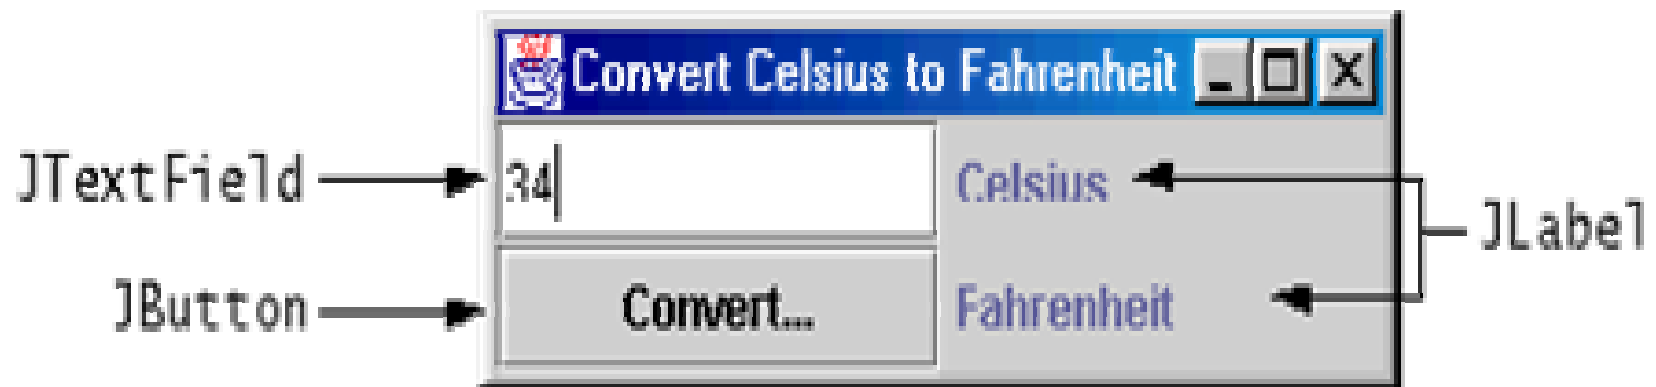 Convert Celsius to Fahrenheit
JTextField
34
Celsius
JLabel
JButton
Convert...
Fahrenheit